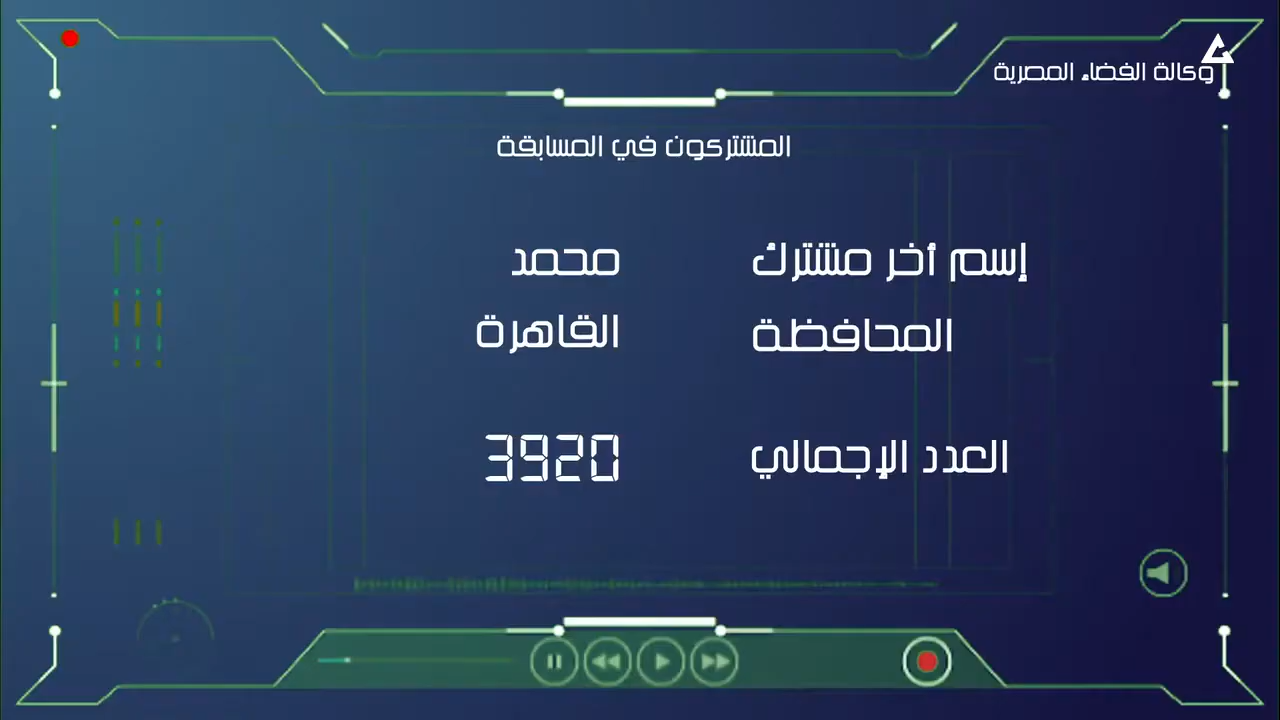 وكالة الفضاء المصرية
المشتركون في المسابقة
إسم أخر مشترك محمد
المحافظة القاهرة
العدد الإجمالي 3920